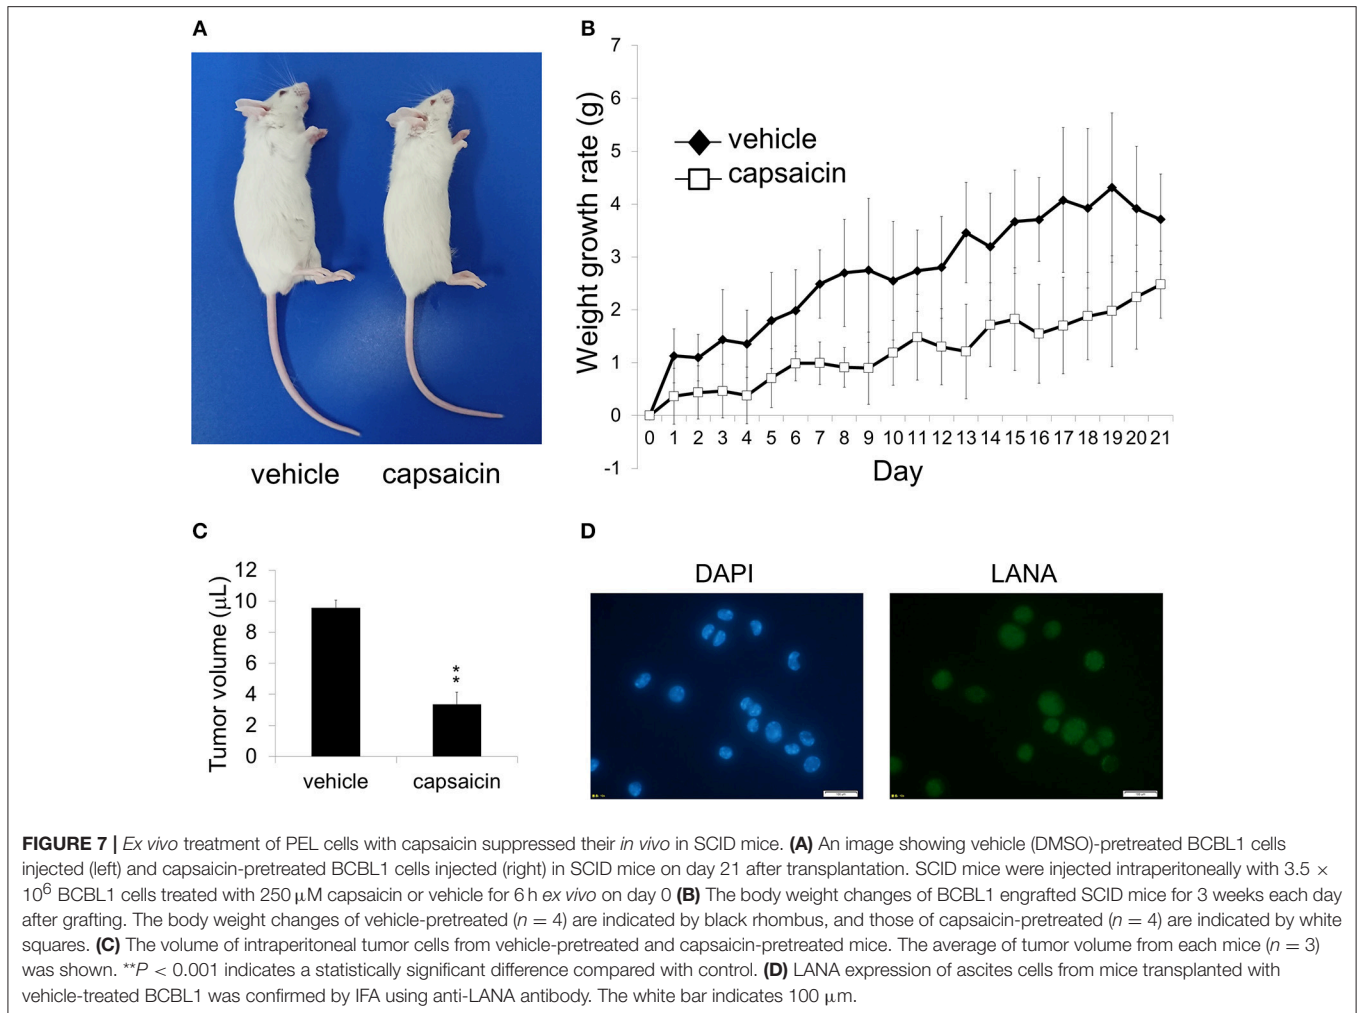 A
vehicle
capsaicin
B
7
6
5
4
3
2
1
0
-1
Weight growth rate (g)
vehicle
capsaicin
0 1 2 3 4 5 6 7 8 9 10 11 12 13 14 15 16 17 18 19 20 21
Day
C
12
10
8
6
4
2
0
Tumor volume (μL)
**
vehicle
capsaicin
D
DAPI
LANA
FIGURE 7 | Ex vivo treatment of PEL cells with capsaicin suppressed their in vivo in SCID mice. (A) An image showing vehicle (DMSO)-pretreated BCBL1 cells
injected (left) and capsaicin-pretreated BCBL1 cells injected (right) in SCID mice on day 21 after transplantation. SCID mice were injected intraperitoneally with 3.5 ×
10⁶ BCBL1 cells treated with 250 μM capsaicin or vehicle for 6 h ex vivo on day 0 (B) The body weight changes of BCBL1 engrafted SCID mice for 3 weeks each day
after grafting. The body weight changes of vehicle-pretreated (n = 4) are indicated by black rhombus, and those of capsaicin-pretreated (n = 4) are indicated by white
squares. (C) The volume of intraperitoneal tumor cells from vehicle-pretreated and capsaicin-pretreated mice. The average of tumor volume from each mice (n = 3)
was shown. **P < 0.001 indicates a statistically significant difference compared with control. (D) LANA expression of ascites cells from mice transplanted with
vehicle-treated BCBL1 was confirmed by IFA using anti-LANA antibody. The white bar indicates 100 μm.